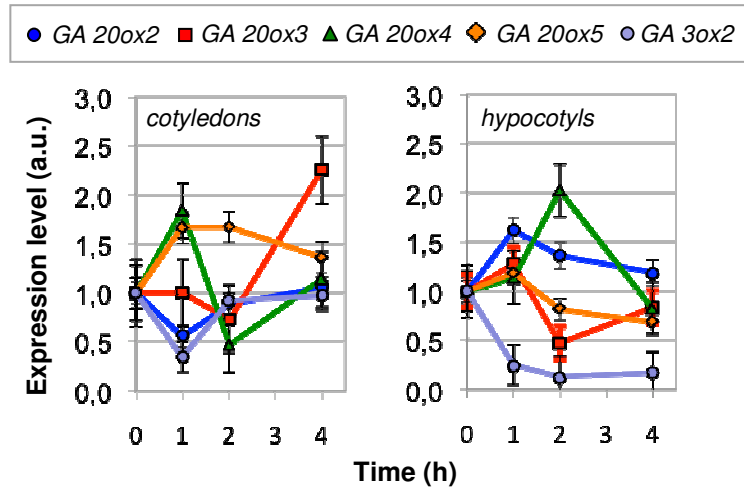 GA 20ox2 GA 20ox3 GA 20ox4 GA 20ox5 GA 3ox2
Expression level (a.u.)
cotyledons
3,0
2,5
2,0
1,5
1,0
0,5
0,0
0 1 2 4
hypocotyls
3,0
2,5
2,0
1,5
1,0
0,5
0,0
0 1 2 4
Time (h)